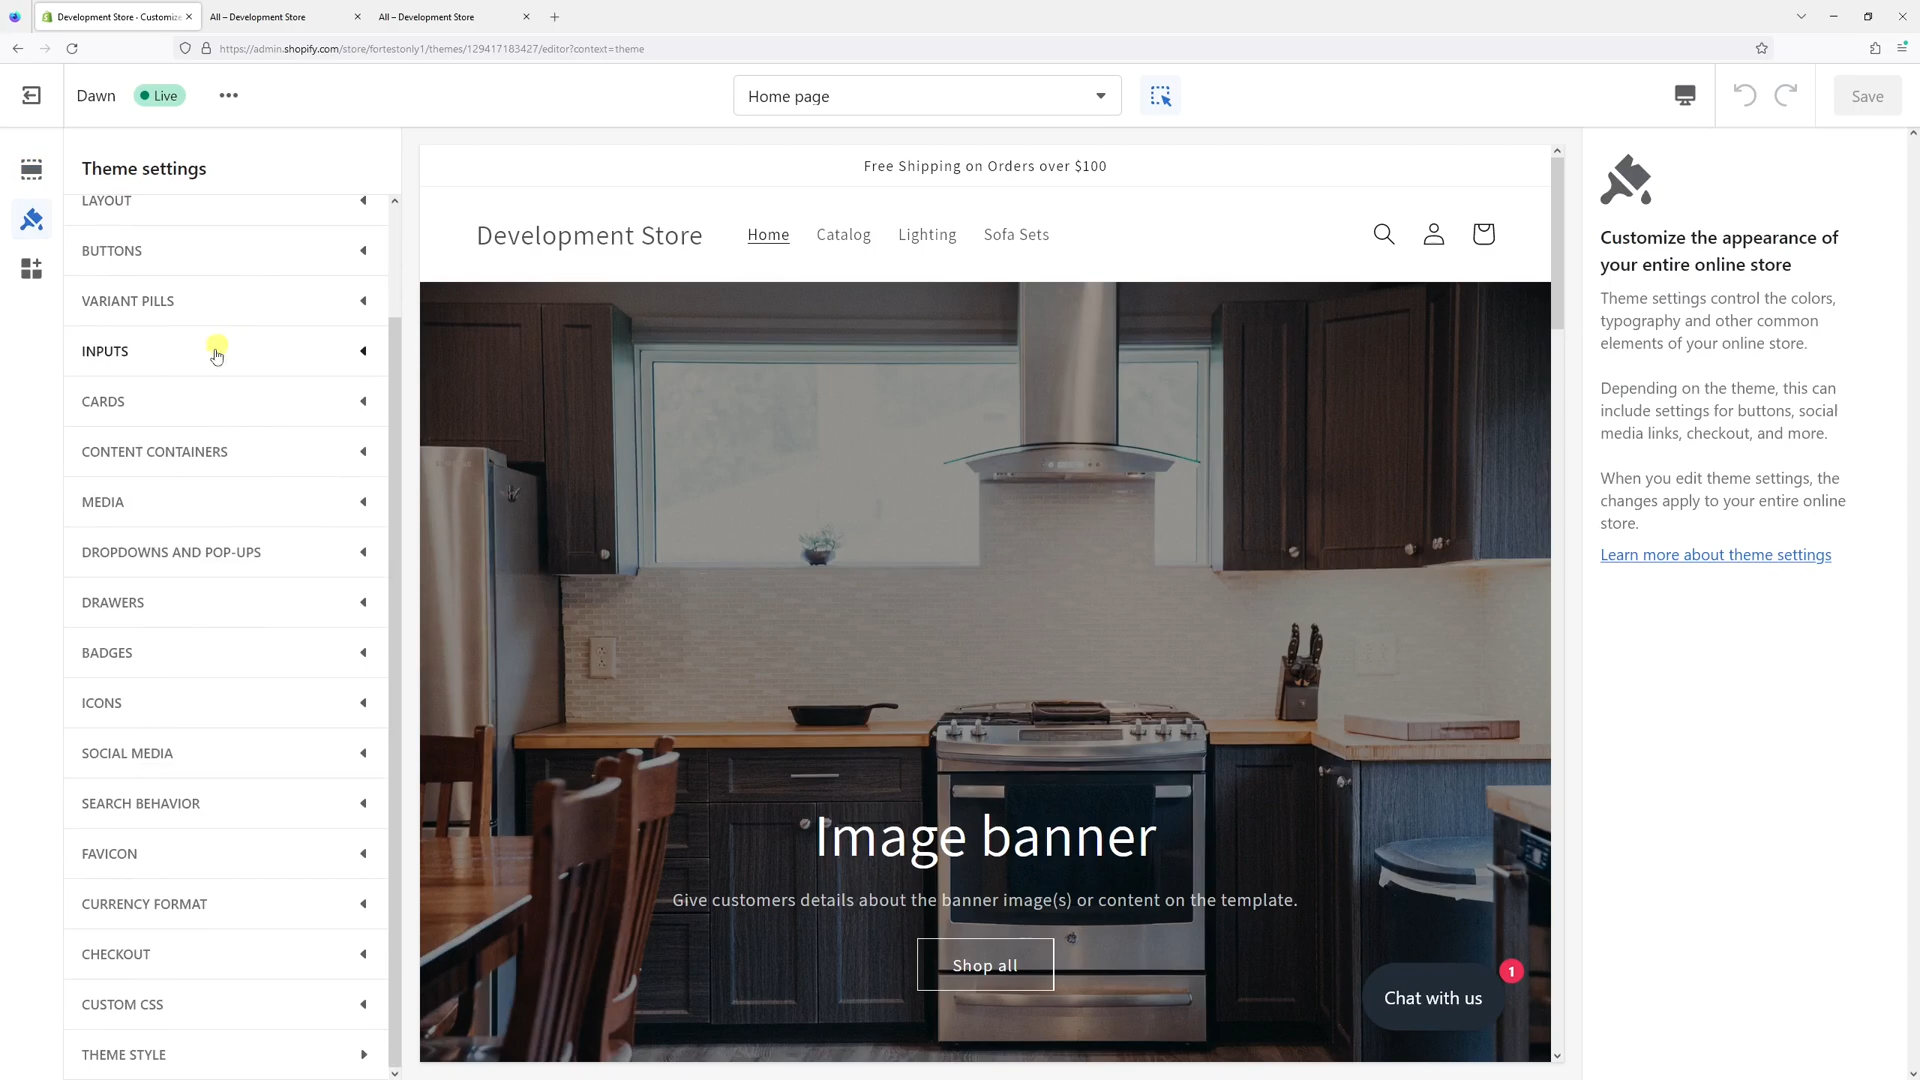 Development Store - Customize
All – Development Store
All – Development Store
https://admin.shopify.com/store/fortestonly1/themes/129417183427/editor?context=theme
Dawn
Live
Home page
Save
Theme settings
LAYOUT
BUTTONS
VARIANT PILLS
INPUTS
CARDS
CONTENT CONTAINERS
MEDIA
DROPDOWNS AND POP-UPS
DRAWERS
BADGES
ICONS
SOCIAL MEDIA
SEARCH BEHAVIOR
FAVICON
CURRENCY FORMAT
CHECKOUT
CUSTOM CSS
THEME STYLE
Free Shipping on Orders over $100
Development Store
Home
Catalog
Lighting
Sofa Sets
Image banner
Give customers details about the banner image(s) or content on the template.
Shop all
1
Chat with us
Customize the appearance of
your entire online store
Theme settings control the colors,
typography and other common
elements of your online store.
Depending on the theme, this can
include settings for buttons, social
media links, checkout, and more.
When you edit theme settings, the
changes apply to your entire online
store.
Learn more about theme settings